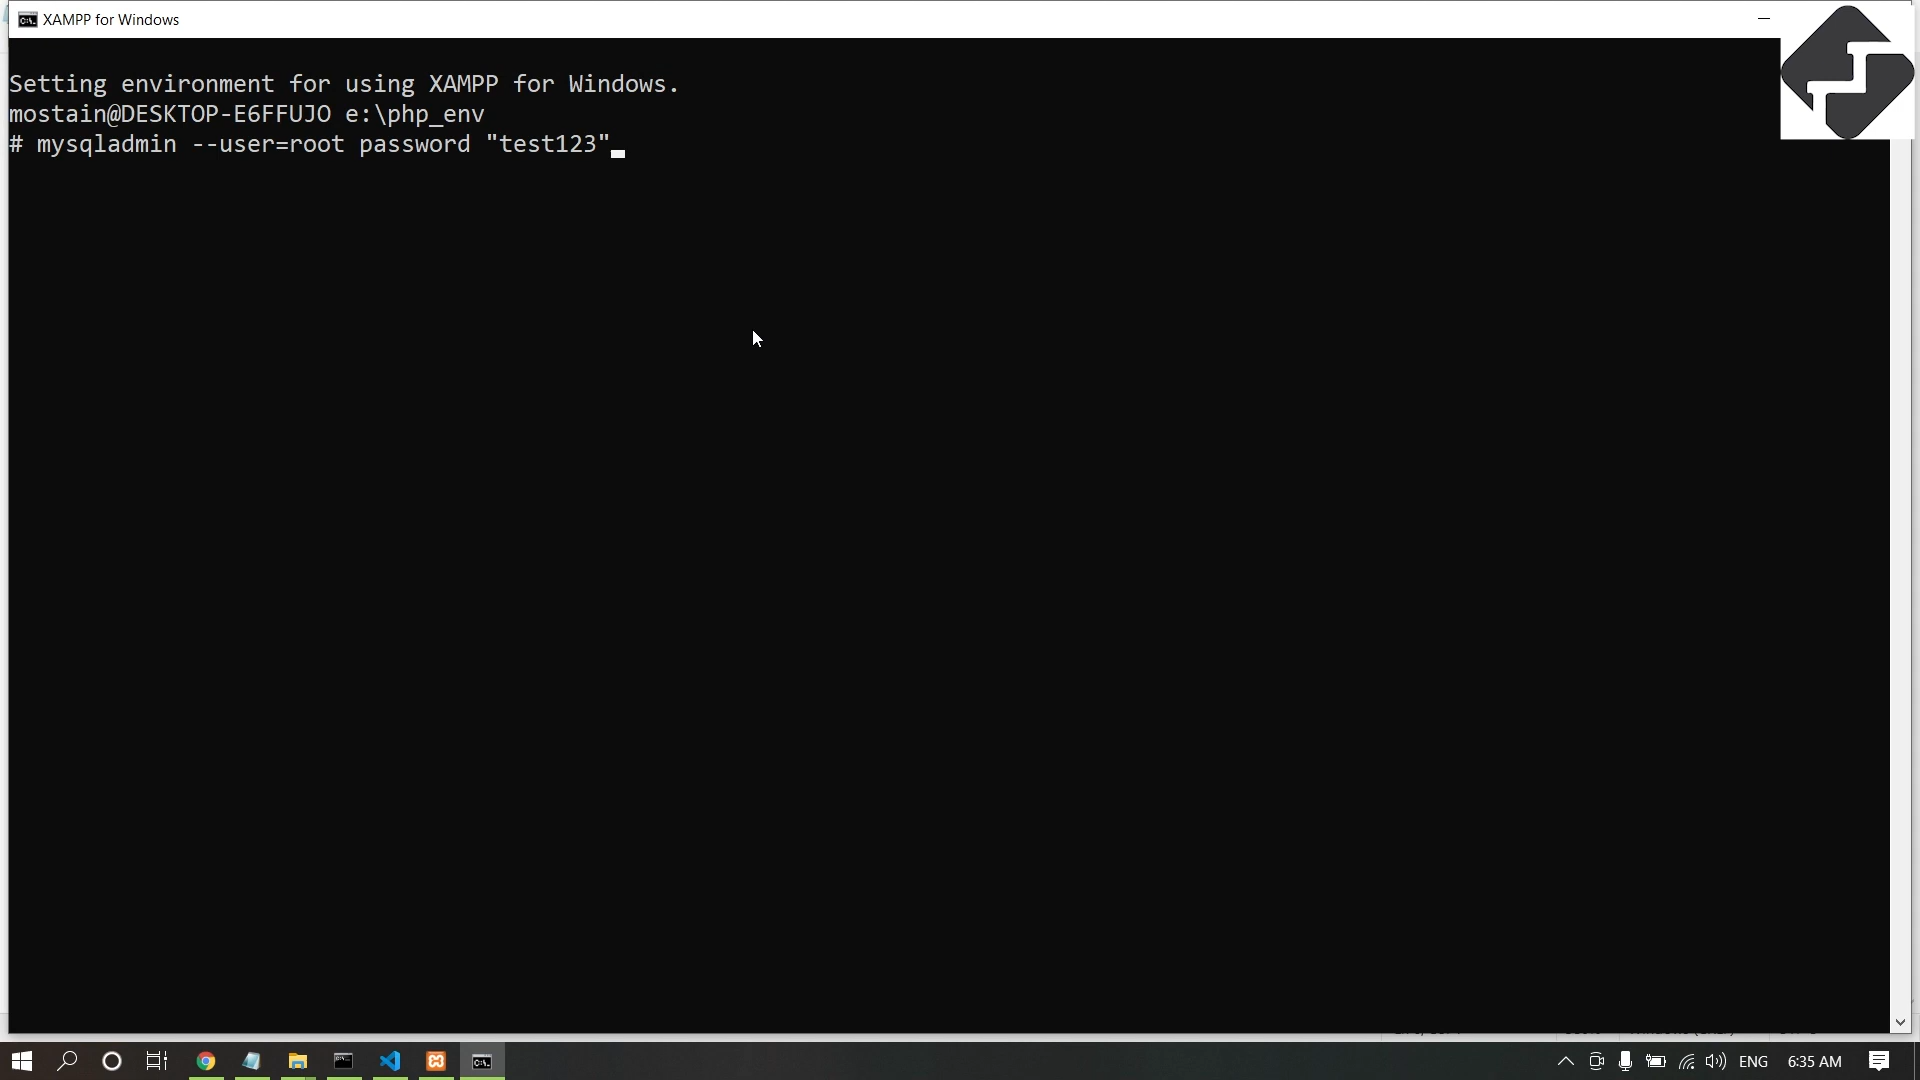 XAMPP for Windows
Setting environment for using XAMPP for Windows.
mostain@DESKTOP-E6FFUJO e:\php_env
# mysqladmin --user=root password "test123"
ENG
6:35 AM